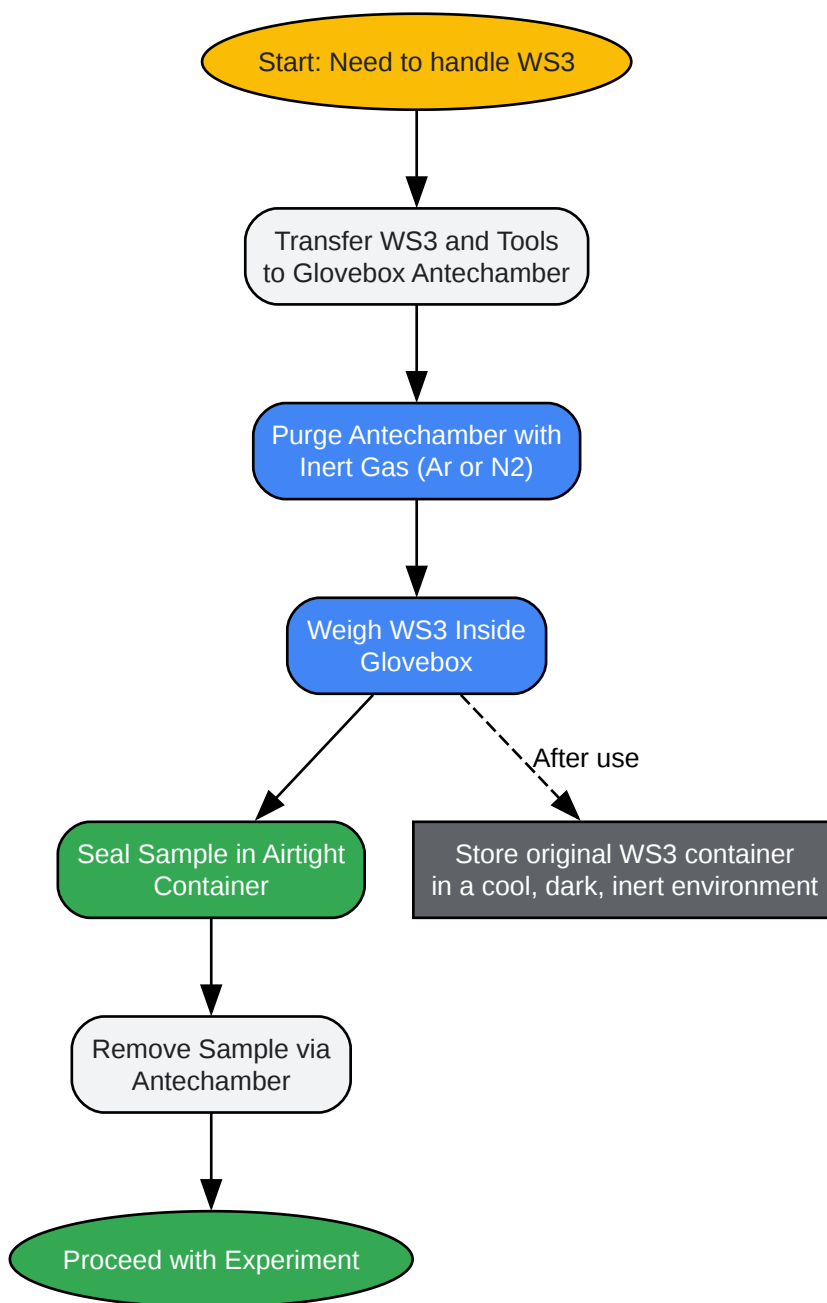 Start: Need to handle WS3
Transfer WS3 and Tools
to Glovebox Antechamber
Purge Antechamber with
Inert Gas (Ar or N2)
Weigh WS3 Inside
Glovebox
After use
Seal Sample in Airtight
Container
Store original WS3 container
in a cool, dark, inert environment
Remove Sample via
Antechamber
Proceed with Experiment